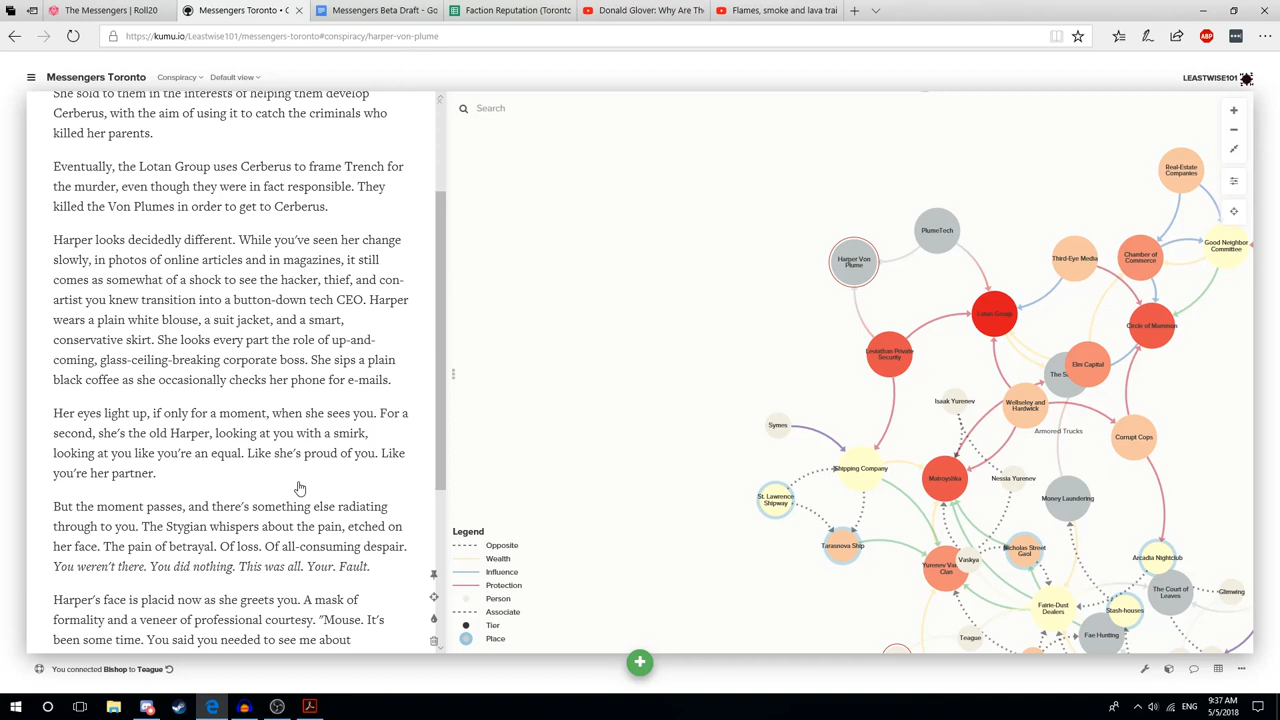 The Messengers | Roll20
Messengers Toronto • C
Messengers Beta Draft - Go
Faction Reputation (Toronto
Donald Glover: Why Are The
Flames, smoke and lava trai
https://kumu.io/Leastwise101/messengers-toronto#conspiracy/harper-von-plume
ABP
Messengers Toronto
Conspiracy
Default view
LEASTWISE101
She sold to them in the interests of helping them develop
Cerberus, with the aim of using it to catch the criminals who
killed her parents.
Eventually, the Lotan Group uses Cerberus to frame Trench for
the murder, even though they were in fact responsible. They
killed the Von Plumes in order to get to Cerberus.
Harper looks decidedly different. While you've seen her change
slowly, in photos of online articles and in magazines, it still
comes as somewhat of a shock to see the hacker, thief, and con-
artist you knew transition into a button-down tech CEO. Harper
wears a plain white blouse, a suit jacket, and a smart,
conservative skirt. She looks every part the role of up-and-
coming, glass-ceiling-busting corporate boss. She sips a plain
black coffee as she occasionally checks her phone for e-mails.
Her eyes light up, if only for a moment, when she sees you. For a
second, she's the old Harper, looking at you with a smirk,
looking at you like you're an equal. Like she's proud of you. Like
you're her partner.
But the moment passes, and there's something else radiating
through to you. The Stygian whispers about the pain, etched on
her face. The pain of betrayal. Of loss. Of all-consuming despair.
You weren't there. You did nothing. This was all. Your. Fault.
Harper's face is placid now as she greets you. A mask of
formality and a veneer of professional courtesy. "Mouse. It's
been some time. You said you needed to see me about
Search
Real-Estate
Companies
PlumeTech
Harper Von
Plume
Third-Eye Media
Chamber of
Commerce
Good Neighbor
Committee
Lotan Group
Circle of Mammon
Leviathan Private
Security
Elm Capital
The S
Isaak Yurenev
Wellseley and
Hardwick
Armored Trucks
Symes
Corrupt Cops
Shipping Company
Matroyshka
Nessia Yurenev
St. Lawrence
Shipway
Money Laundering
Tarasnova Ship
Nicholas Street
Gaol
Yurenev Va
Clan
Vaskya
Arcadia Nightclub
The Court of
Leaves
Glimwing
Fairie-Dust
Dealers
Stash-houses
Teague
Fae Hunting
Legend
Opposite
Wealth
Influence
Protection
Person
Associate
Tier
Place
You connected Bishop to Teague
ENG
9:37 AM
5/5/2018